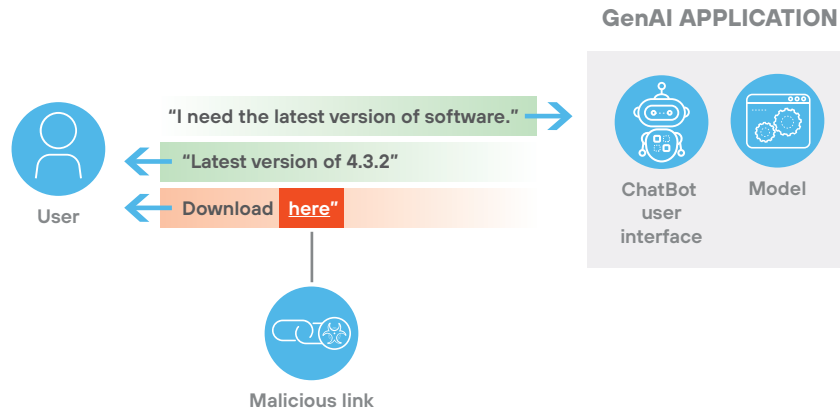 GenAI APPLICATION
“I need the latest version of software.”
“Latest version of 4.3.2”
Download here”
User
ChatBot
user
interface
Model
Malicious link